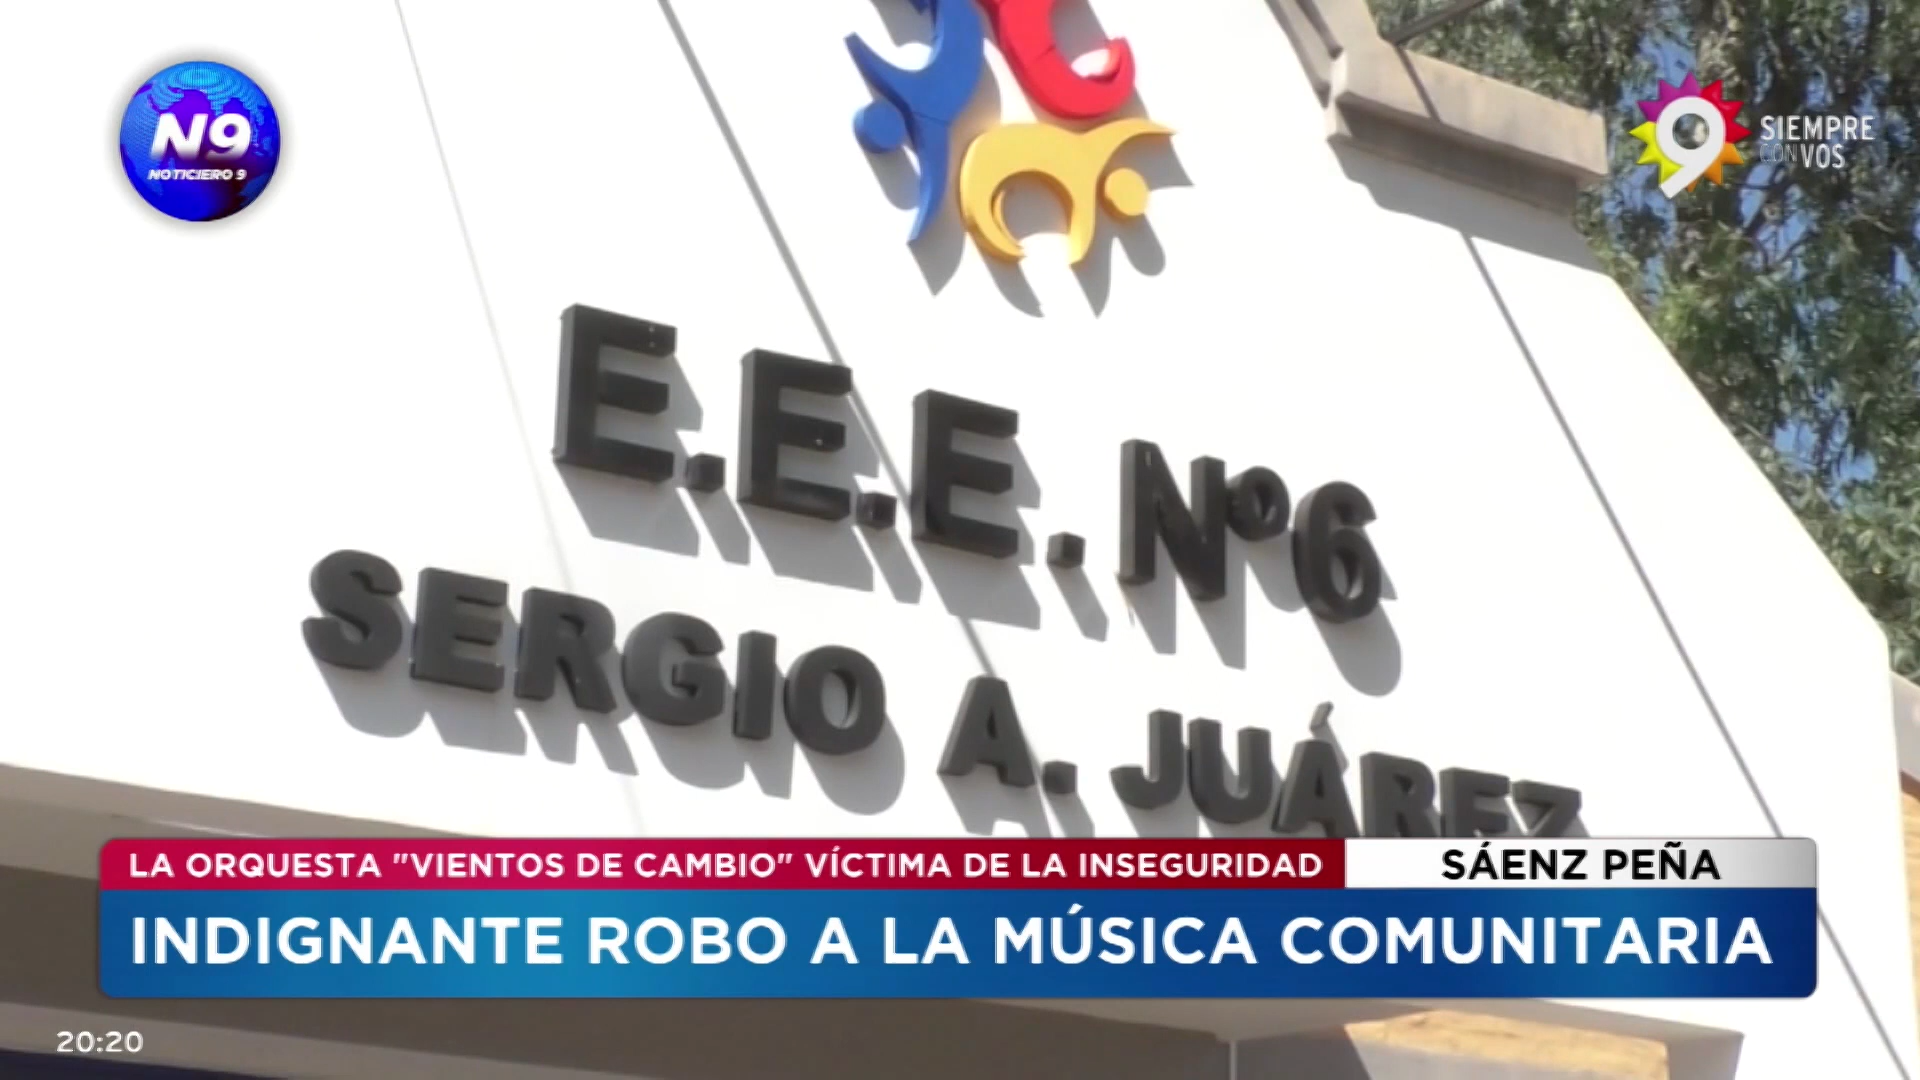 N9
NOTICIERO 9
9
SIEMPRE
CON VOS
E.E.E. Nº6
SERGIO A. JUÁREZ
LA ORQUESTA "VIENTOS DE CAMBIO" VÍCTIMA DE LA INSEGURIDAD
SÁENZ PEÑA
INDIGNANTE ROBO A LA MÚSICA COMUNITARIA
20:20